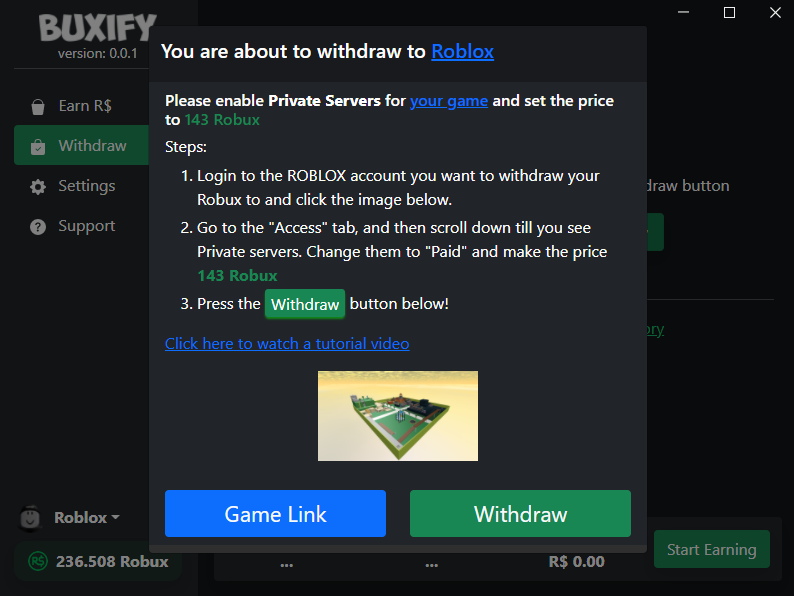 BUXIFY
version: 0.0.1
Earn R$
Withdraw
Settings
Support
Roblox
R$ 236.508 Robux
You are about to withdraw to Roblox
Please enable Private Servers for your game and set the price
to 143 Robux
Steps:
1. Login to the ROBLOX account you want to withdraw your
Robux to and click the image below.
2. Go to the "Access" tab, and then scroll down till you see
Private servers. Change them to "Paid" and make the price
143 Robux
3. Press the Withdraw button below!
Click here to watch a tutorial video
Game Link
Withdraw
draw button
ory
...
...
R$ 0.00
Start Earning